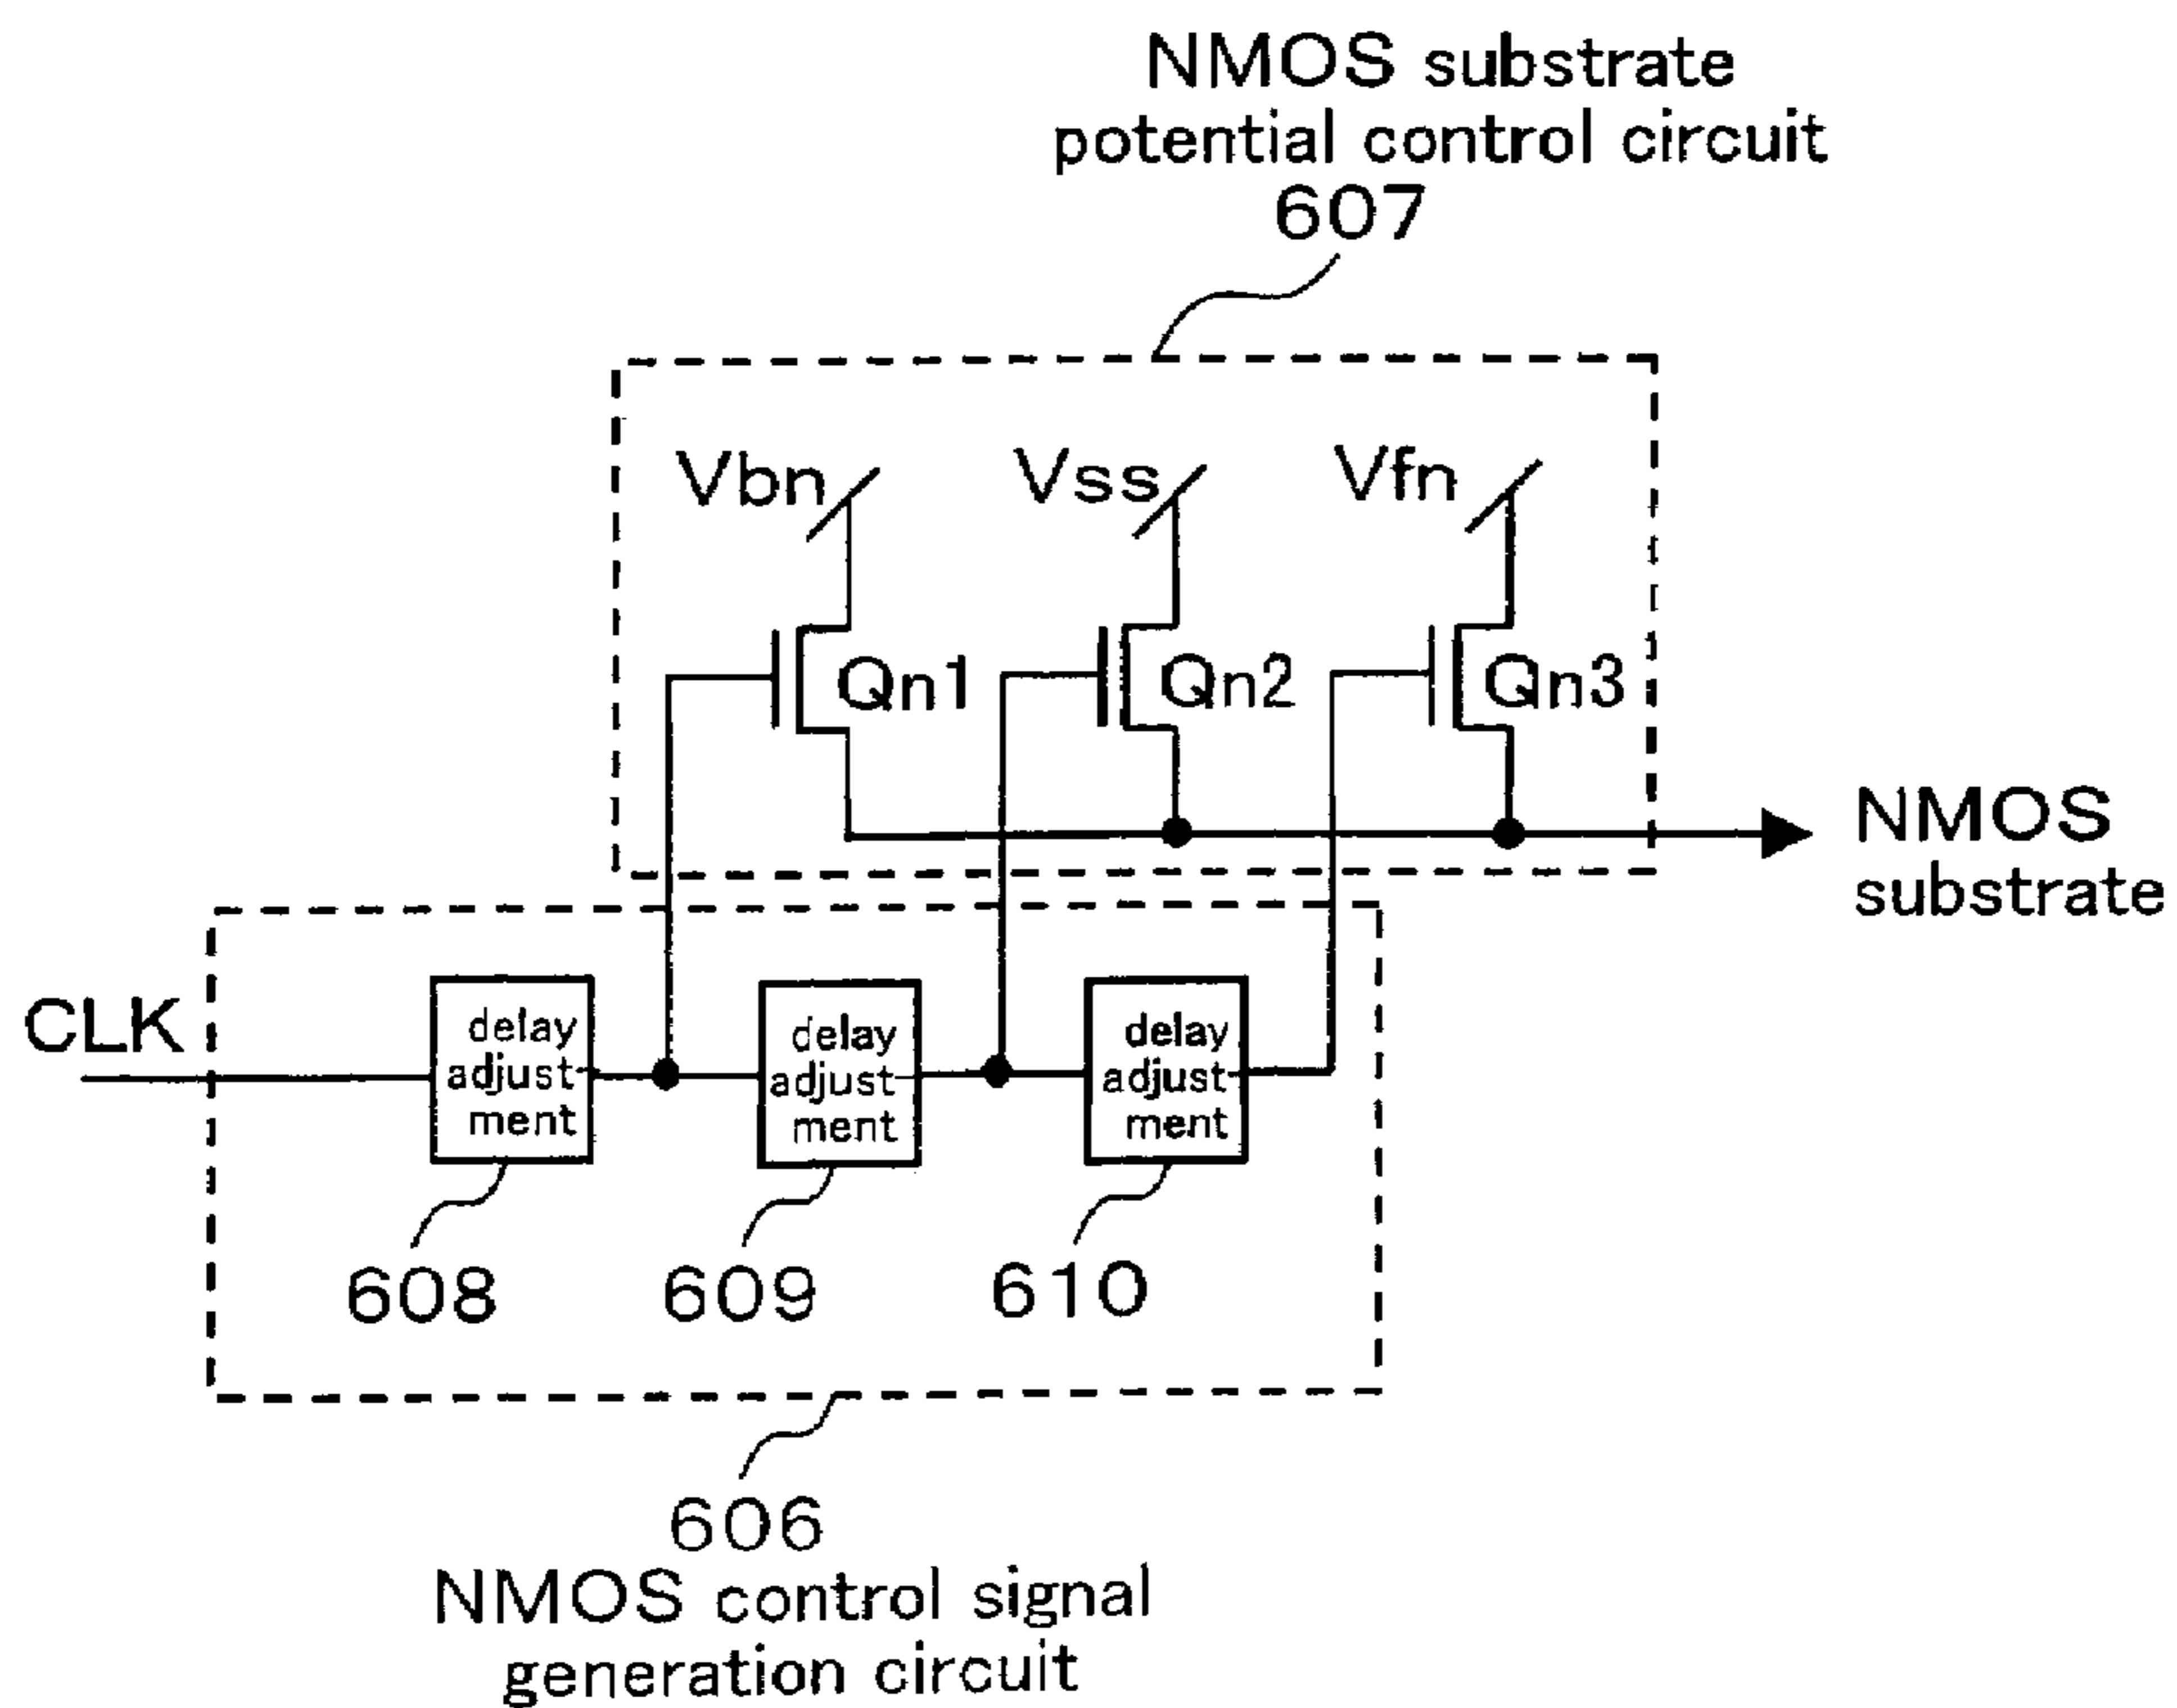 NMOS substrate
potential control circuit
607
Vbn
Vss
Vfn
Qn1
Qn2
Qn3
NMOS
substrate
CLK
delay
adjust-
ment
delay
adjust-
ment
delay
adjust-
ment
608
609
610
606
NMOS control signal
generation circuit